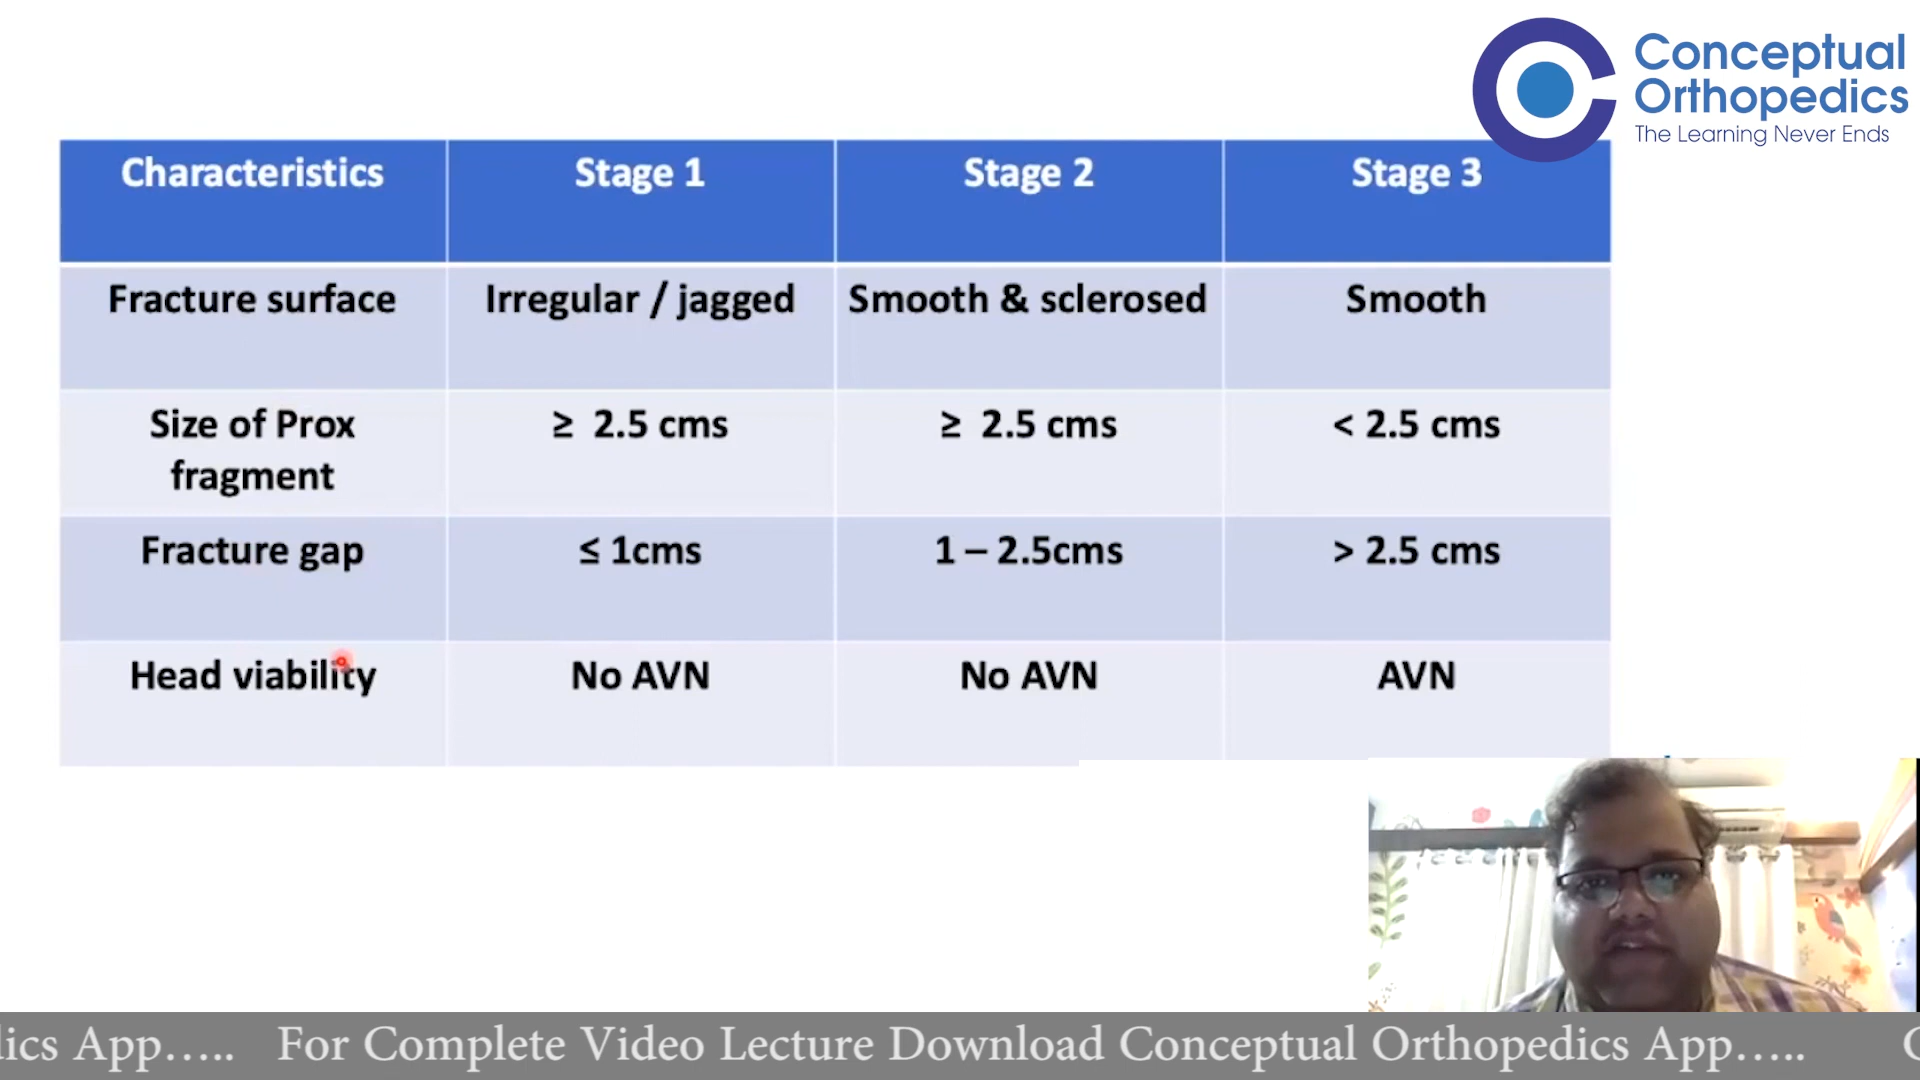 Conceptual
Orthopedics
The Learning Never Ends
Characteristics Stage 1 Stage 2 Stage 3
Fracture surface Irregular / jagged Smooth & sclerosed Smooth
Size of Prox fragment ≥ 2.5 cms ≥ 2.5 cms < 2.5 cms
Fracture gap ≤ 1cms 1 – 2.5cms > 2.5 cms
Head viability No AVN No AVN AVN
App..... For Complete Video Lecture Download Conceptual Orthopedics App.....